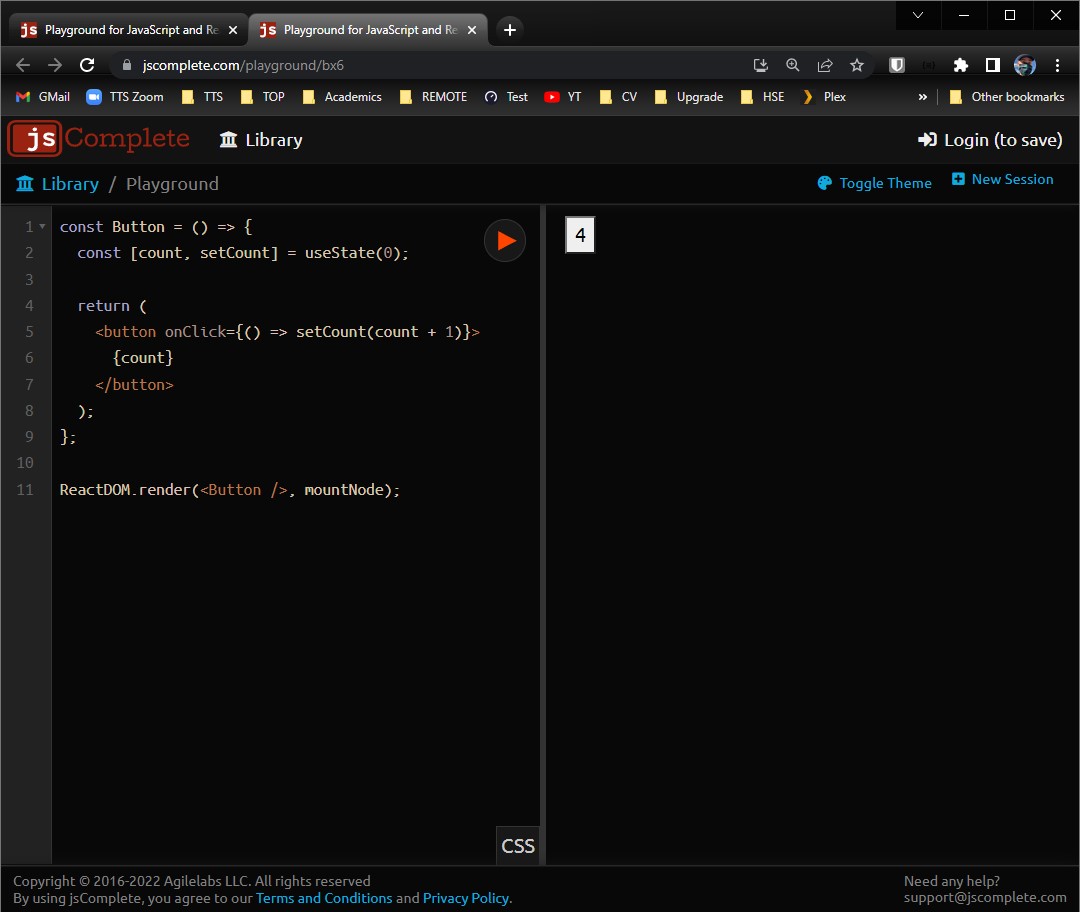 js Playground for JavaScript and Re js Playground for JavaScript and Re
jscomplete.com/playground/bx6
GMail TTS Zoom TTS TOP Academics REMOTE Test YT CV Upgrade HSE Plex » Other bookmarks
jsComplete Library Login (to save)
Library / Playground Toggle Theme New Session
1 const Button = () => {
2 const [count, setCount] = useState(0);
3
4 return (
5 <button onClick={() => setCount(count + 1)}>
6 {count}
7 </button>
8 );
9 };
10
11 ReactDOM.render(<Button />, mountNode);
4
CSS
Copyright © 2016-2022 Agilelabs LLC. All rights reserved
By using jsComplete, you agree to our Terms and Conditions and Privacy Policy.
Need any help?
support@jscomplete.com